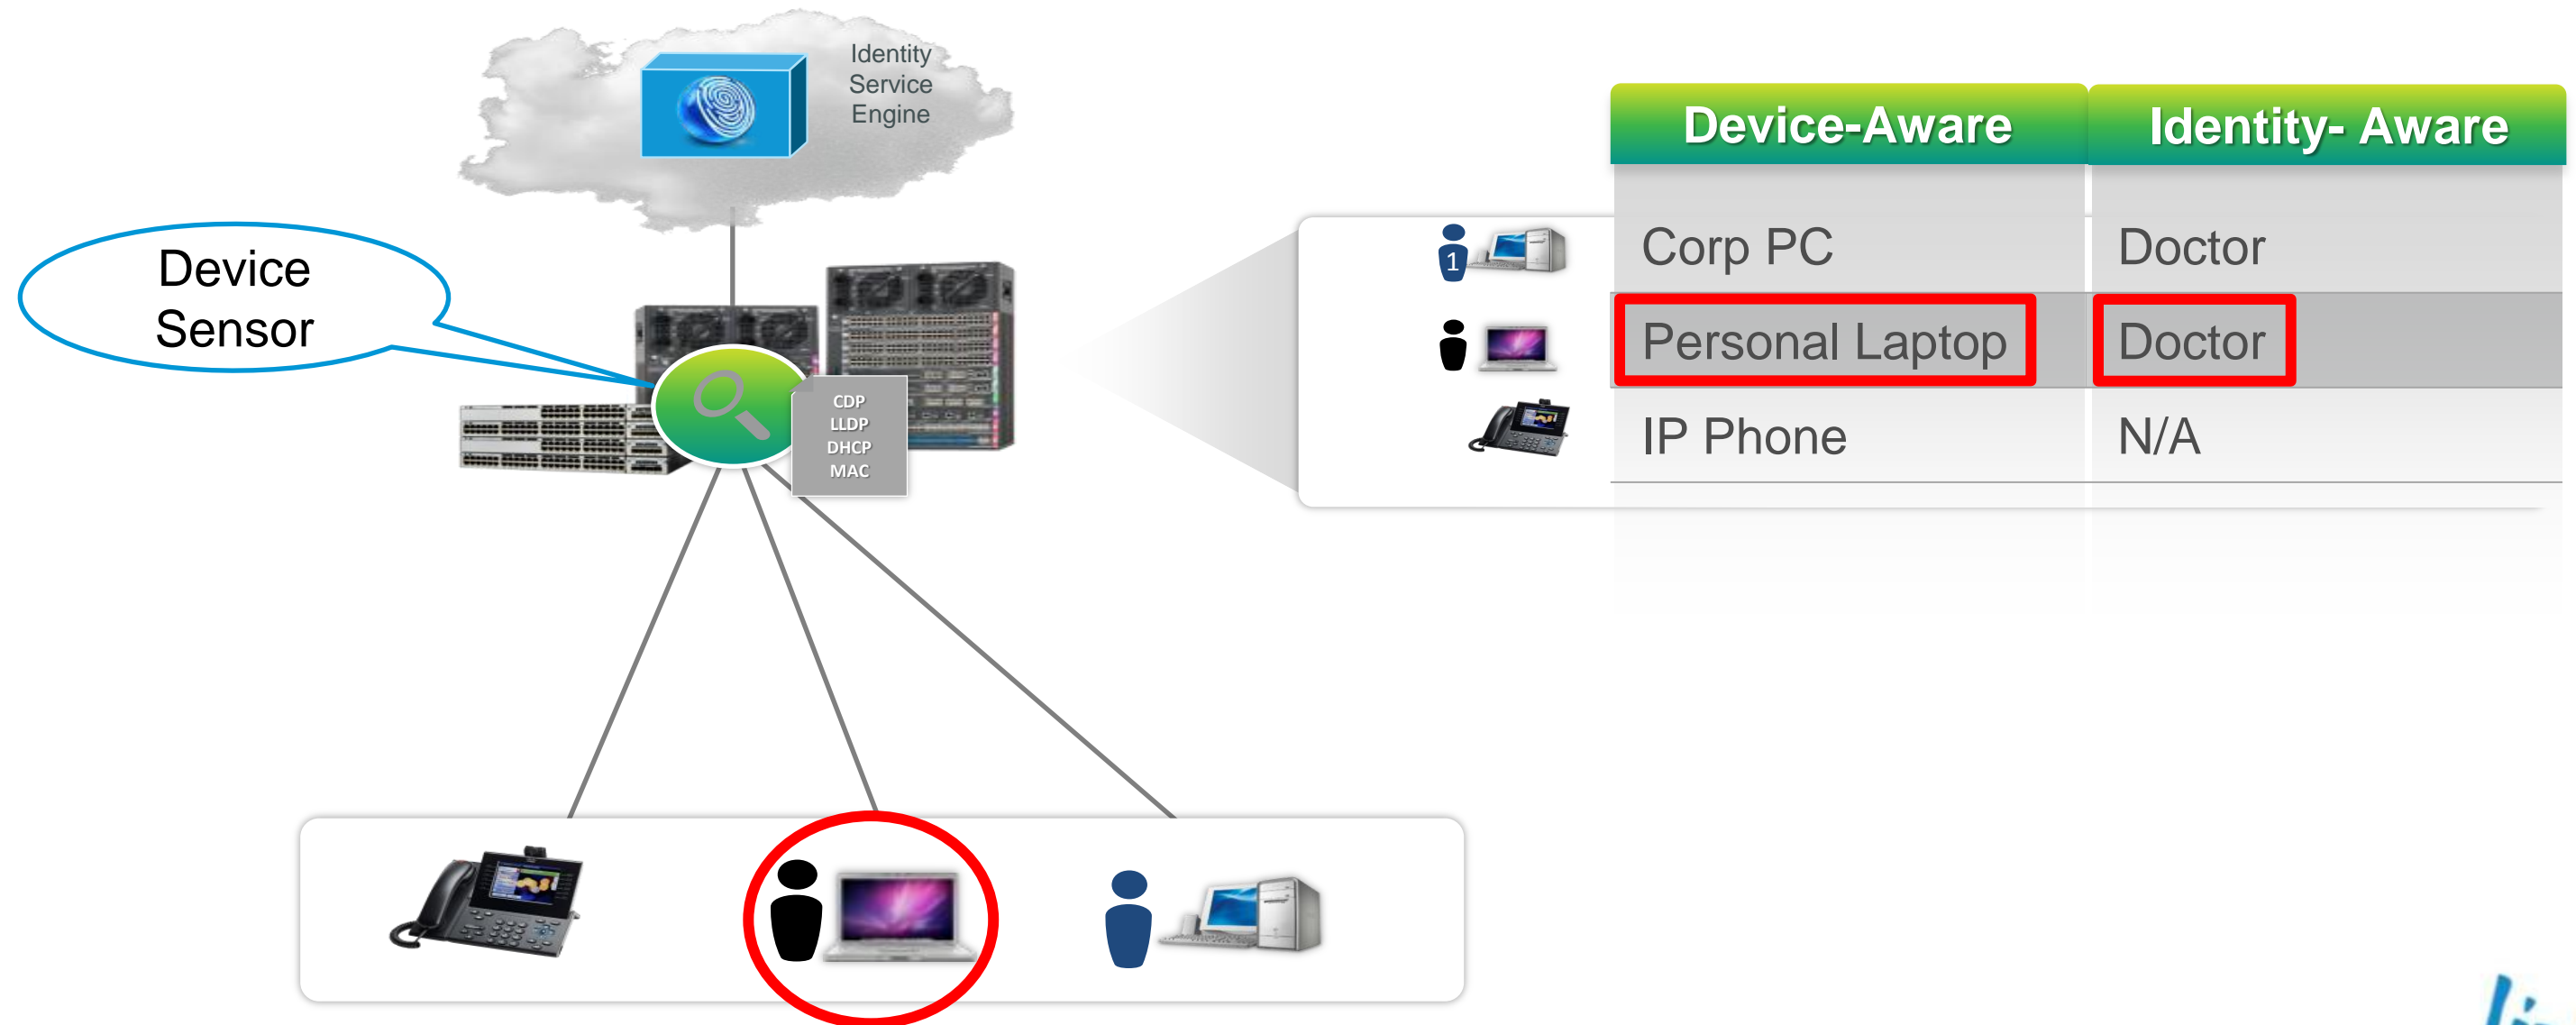 Identity
Service
Engine
Device
Sensor
CDP
LLDP
DHCP
MAC
Device-Aware Identity- Aware
1 Corp PC Doctor
Personal Laptop Doctor
IP Phone N/A